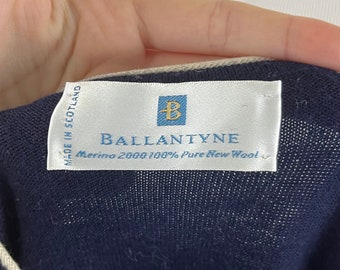 MADE IN SCOTLAND
B
BALLANTYNE
Merino 2000 100% Pure New Wool